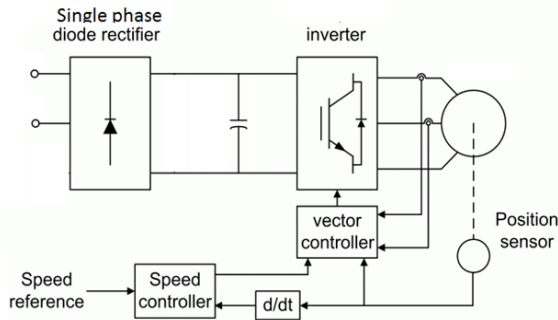 Single phase
diode rectifier
inverter
vector
controller
Position
sensor
Speed
reference
Speed
controller
d/dt